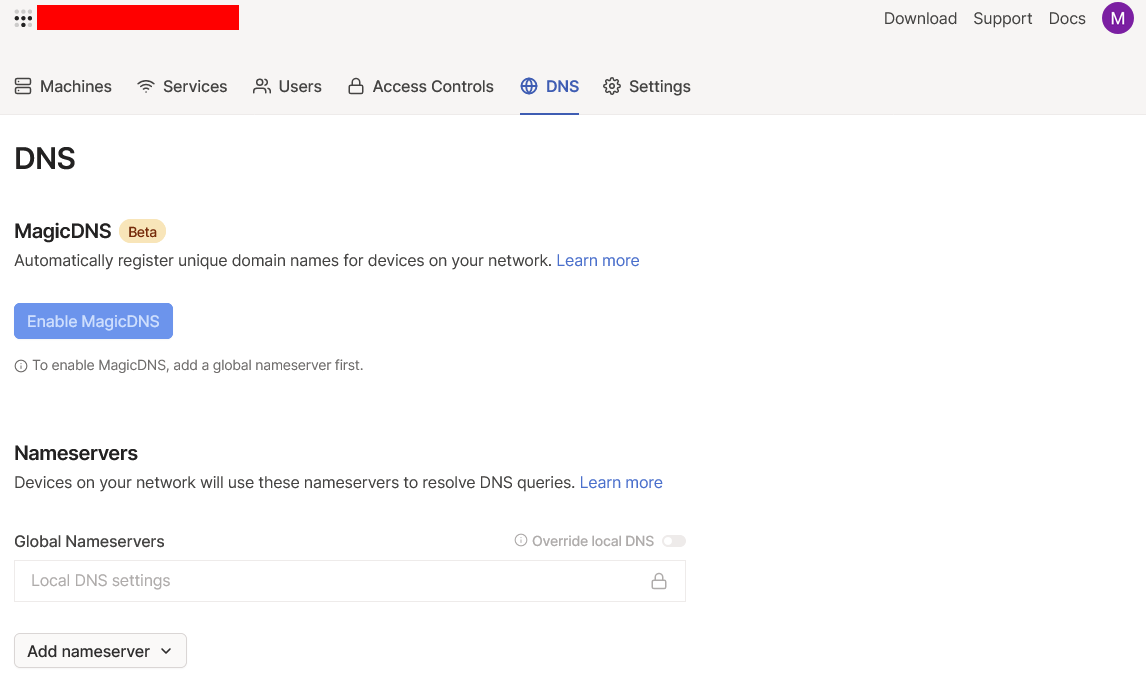 Download Support Docs M
Machines Services Users Access Controls DNS Settings
DNS
MagicDNS Beta
Automatically register unique domain names for devices on your network. Learn more
Enable MagicDNS
To enable MagicDNS, add a global nameserver first.
Nameservers
Devices on your network will use these nameservers to resolve DNS queries. Learn more
Global Nameservers Override local DNS
Local DNS settings
Add nameserver